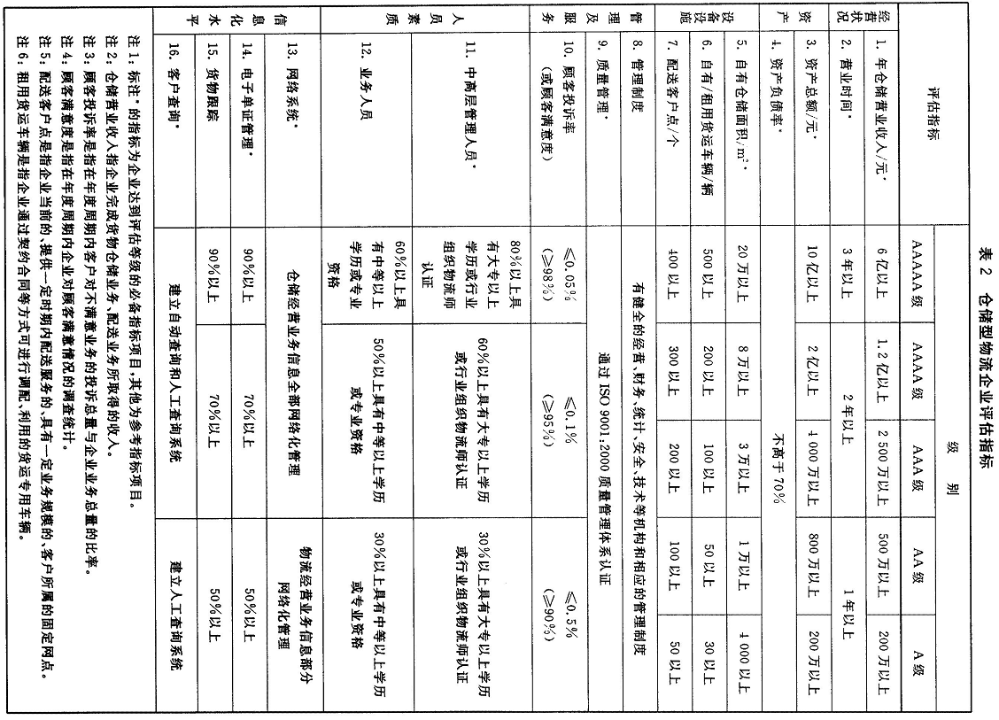 表 2 仓储型物流企业评估指标
评估指标
级 别
AAAAA 级
AAAA 级
AAA 级
AA 级
A 级
经营状况
1. 年仓储营业收入/元*
6 亿以上
1.2 亿以上
2 500 万以上
500 万以上
200 万以上
2. 营业时间*
3 年以上
2 年以上
1 年以上
资产
3. 资产总额/元*
10 亿以上
2 亿以上
4 000 万以上
800 万以上
200 万以上
4. 资产负债率*
不高于 70%
设备设施
5. 自有仓储面积/m²*
20 万以上
8 万以上
3 万以上
1 万以上
4 000 以上
6. 自有/租用货运车辆/辆
500 以上
200 以上
100 以上
50 以上
30 以上
7. 配送客户点/个
400 以上
300 以上
200 以上
100 以上
50 以上
管理及服务
8. 管理制度
有健全的经营、财务、统计、安全、技术等机构和相应的管理制度
9. 质量管理*
通过 ISO 9001:2000 质量管理体系认证
10. 顾客投诉率
（或顾客满意度）
≤0.05%
（≥98%）
≤0.1%
（≥95%）
≤0.5%
（≥90%）
人员素质
11. 中高层管理人员*
80%以上具
有大专以上
学历或行业
组织物流师
认证
60%以上具有大专以上学历
或行业组织物流师认证
30%以上具有大专以上学历
或行业组织物流师认证
12. 业务人员
60%以上具
有中等以上
学历或专业
资格
50%以上具有中等以上学历
或专业资格
30%以上具有中等以上学历
或专业资格
信息化水平
13. 网络系统*
仓储经营业务信息全部网络化管理
物流经营业务信息部分
网络化管理
14. 电子单证管理*
90%以上
70%以上
50%以上
15. 货物跟踪
90%以上
70%以上
50%以上
16. 客户查询*
建立自动查询和人工查询系统
建立人工查询系统
注 1：标注*的指标为企业达到评估等级的必备指标项目,其他为参考指标项目。
注 2：仓储营业收入指企业完成货物仓储业务、配送业务所取得的收入。
注 3：顾客投诉率是指在年度周期内客户对不满意业务的投诉总量与企业业务总量的比率。
注 4：顾客满意度是指在年度周期内企业对顾客满意情况的调查统计。
注 5：配送客户点是指企业当前的、提供一定时期内配送服务的、具有一定业务规模的、客户所属的固定网点。
注 6：租用货运车辆是指企业通过契约合同等方式可进行调配、利用的货运专用车辆。